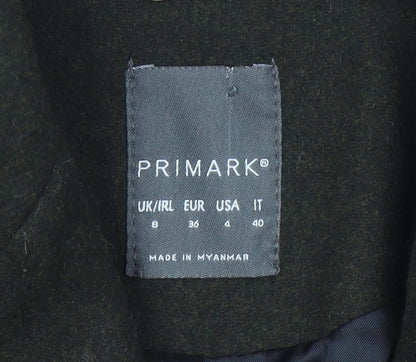 PRIMARK®
UK/IRL EUR USA IT
8 36 4 40
MADE IN MYANMAR